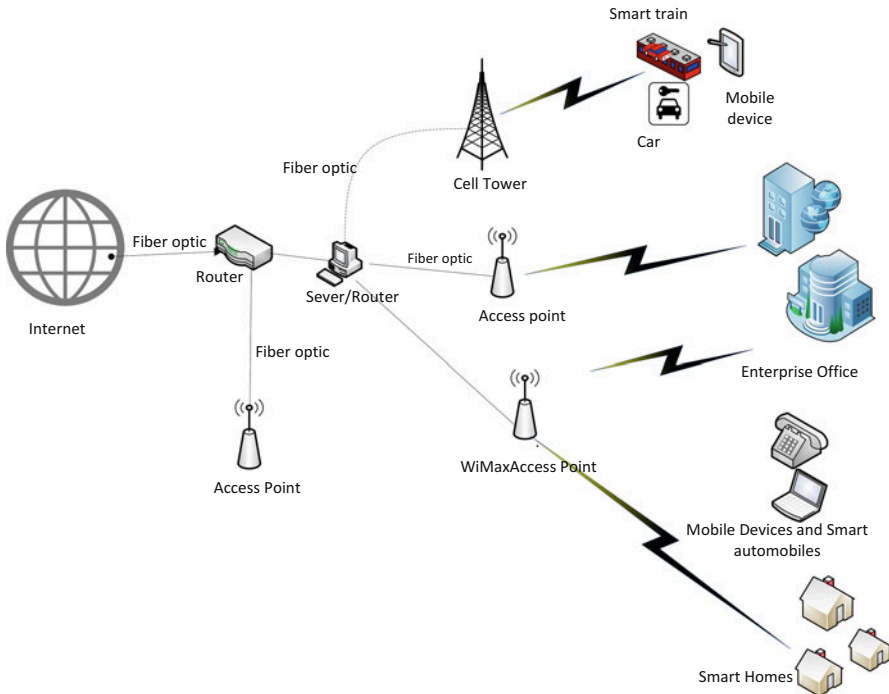 Smart train
Mobile
device
Car
Fiber optic
Cell Tower
Fiber optic
Router
Fiber optic
Sever/Router
Access point
Internet
Fiber optic
Enterprise Office
WiMaxAccess Point
Access Point
Mobile Devices and Smart
automobiles
Smart Homes